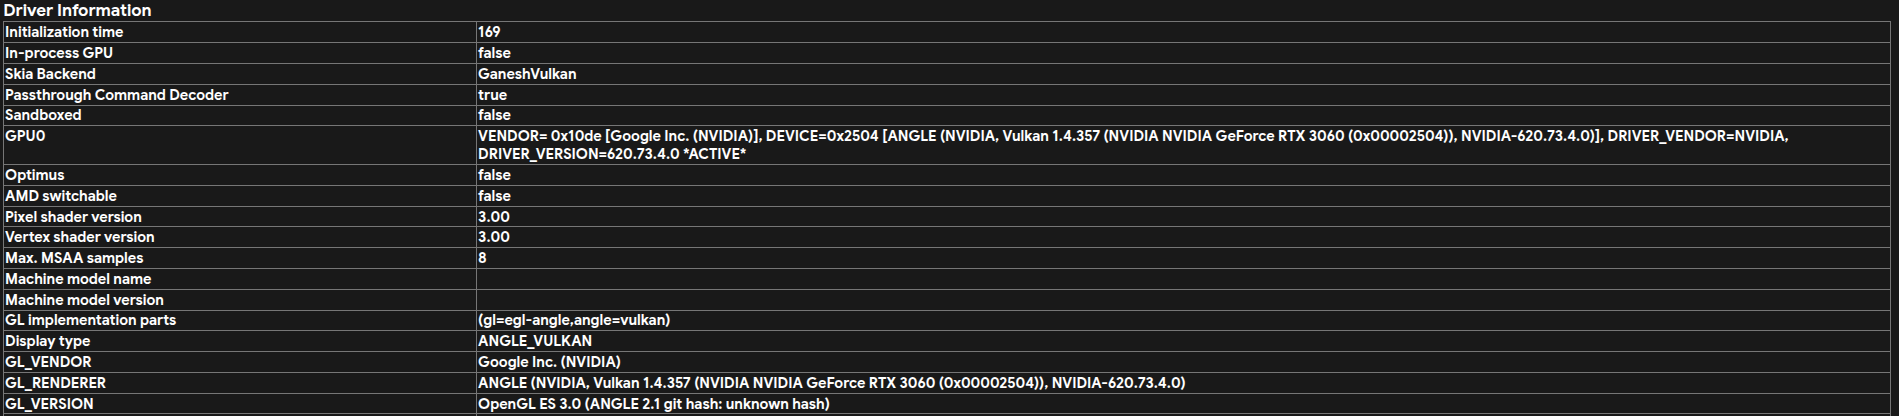 Driver Information
Initialization time 169
In-process GPU false
Skia Backend GaneshVulkan
Passthrough Command Decoder true
Sandboxed false
GPU0 VENDOR= 0x10de [Google Inc. (NVIDIA)], DEVICE=0x2504 [ANGLE (NVIDIA, Vulkan 1.4.357 (NVIDIA NVIDIA GeForce RTX 3060 (0x00002504)), NVIDIA-620.73.4.0)], DRIVER_VENDOR=NVIDIA,
DRIVER_VERSION=620.73.4.0 *ACTIVE*
Optimus false
AMD switchable false
Pixel shader version 3.00
Vertex shader version 3.00
Max. MSAA samples 8
Machine model name
Machine model version
GL implementation parts (gl=egl-angle,angle=vulkan)
Display type ANGLE_VULKAN
GL_VENDOR Google Inc. (NVIDIA)
GL_RENDERER ANGLE (NVIDIA, Vulkan 1.4.357 (NVIDIA NVIDIA GeForce RTX 3060 (0x00002504)), NVIDIA-620.73.4.0)
GL_VERSION OpenGL ES 3.0 (ANGLE 2.1 git hash: unknown hash)